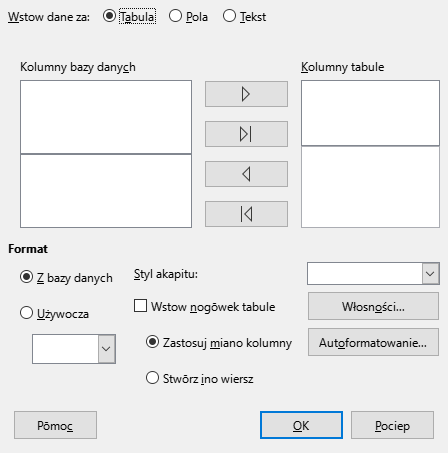 Wstow dane za: Tabula Pola Tekst
Kolumny bazy danych Kolumny tabule
Format
Z bazy danych Styl akapitu:
Używocza Wstow nogōwek tabule Włosności...
Zastosuj miano kolumny Autoformatowanie...
Stwōrz ino wiersz
Pōmoc OK Pociep